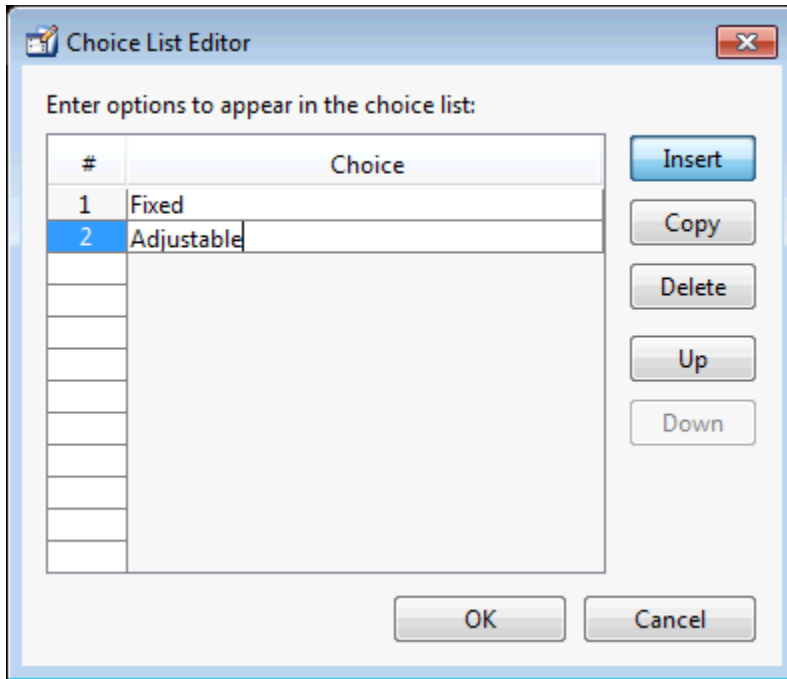 Choice List Editor
Enter options to appear in the choice list:
# Choice
1 Fixed
2 Adjustable
Insert
Copy
Delete
Up
Down
OK Cancel